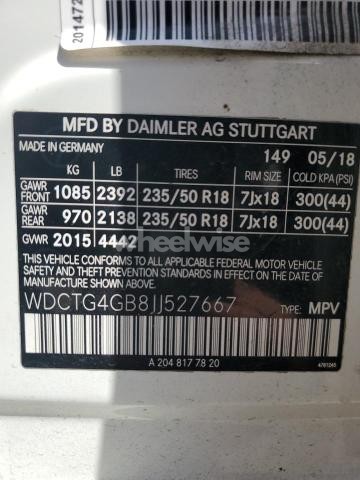 201472
MFD BY DAIMLER AG STUTTGART
MADE IN GERMANY 149 05/18
KG LB TIRES RIM SIZE COLD KPA (PSI)
GAWR FRONT 1085 2392 235/50 R18 7Jx18 300(44)
GAWR REAR 970 2138 235/50 R18 7Jx18 300(44)
GVWR 2015 4442
wheelwise
THIS VEHICLE CONFORMS TO ALL APPLICABLE U.S. FEDERAL MOTOR VEHICLE SAFETY, BUMPER, AND THEFT PREVENTION STANDARDS IN EFFECT ON THE DATE OF MANUFACTURE SHOWN ABOVE.
WDCTG4GB8JJ527667 TYPE: MPV
A 204 817 78 20
4781245